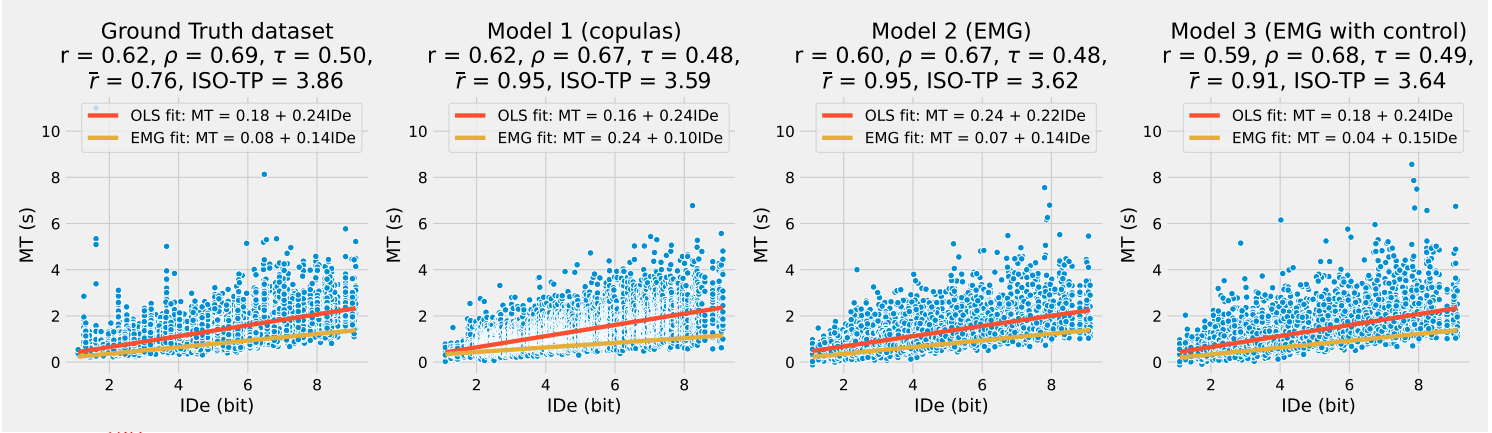 Ground Truth dataset
r = 0.62, ρ = 0.69, τ = 0.50,
r̄ = 0.76, ISO-TP = 3.86
OLS fit: MT = 0.18 + 0.24IDe
EMG fit: MT = 0.08 + 0.14IDe
10
8
6
4
2
0
MT (s)
2 4 6 8
IDe (bit)
Model 1 (copulas)
r = 0.62, ρ = 0.67, τ = 0.48,
r̄ = 0.95, ISO-TP = 3.59
OLS fit: MT = 0.16 + 0.24IDe
EMG fit: MT = 0.24 + 0.10IDe
10
8
6
4
2
0
MT (s)
2 4 6 8
IDe (bit)
Model 2 (EMG)
r = 0.60, ρ = 0.67, τ = 0.48,
r̄ = 0.95, ISO-TP = 3.62
OLS fit: MT = 0.24 + 0.22IDe
EMG fit: MT = 0.07 + 0.14IDe
10
8
6
4
2
0
MT (s)
2 4 6 8
IDe (bit)
Model 3 (EMG with control)
r = 0.59, ρ = 0.68, τ = 0.49,
r̄ = 0.91, ISO-TP = 3.64
OLS fit: MT = 0.18 + 0.24IDe
EMG fit: MT = 0.04 + 0.15IDe
10
8
6
4
2
0
MT (s)
2 4 6 8
IDe (bit)